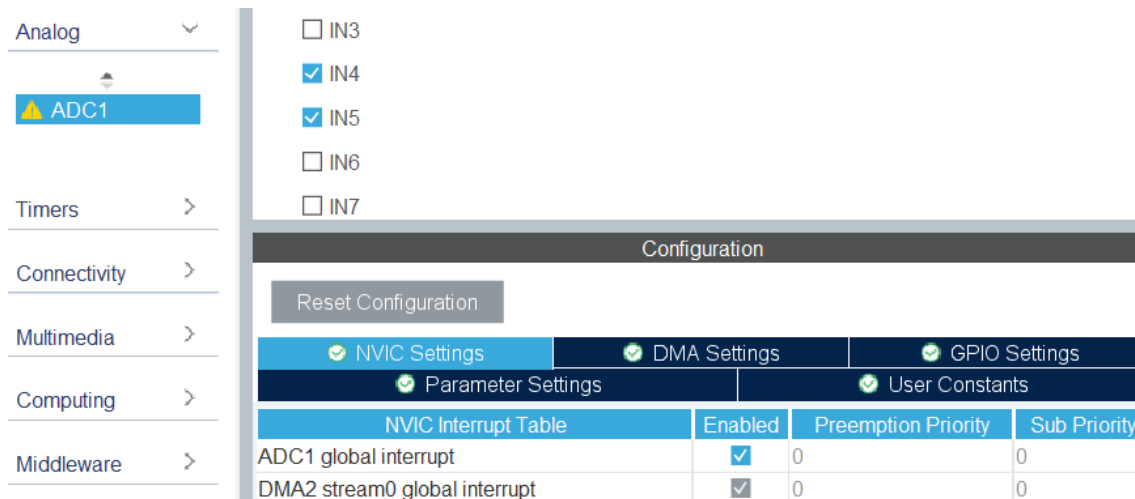 Analog
ADC1
Timers
Connectivity
Multimedia
Computing
Middleware
IN3
IN4
IN5
IN6
IN7
Configuration
Reset Configuration
NVIC Settings DMA Settings GPIO Settings
Parameter Settings User Constants
NVIC Interrupt Table Enabled Preemption Priority Sub Priority
ADC1 global interrupt 0 0
DMA2 stream0 global interrupt 0 0